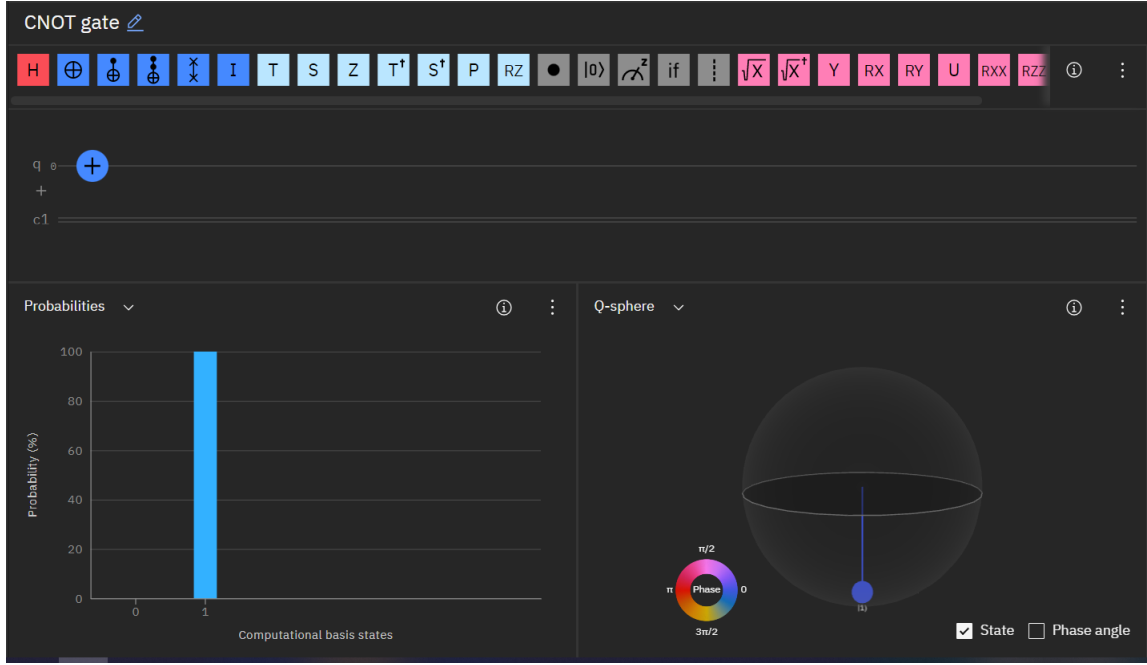 CNOT gate
H I T S Z T† S† P RZ |0⟩ z if √X √X† Y RX RY U RXX RZZ
q 0 +
+
c1
Probabilities
Q-sphere
100
80
60
40
20
0
Probability (%)
0 1
Computational basis states
π/2
π Phase 0
3π/2
|1⟩
State Phase angle